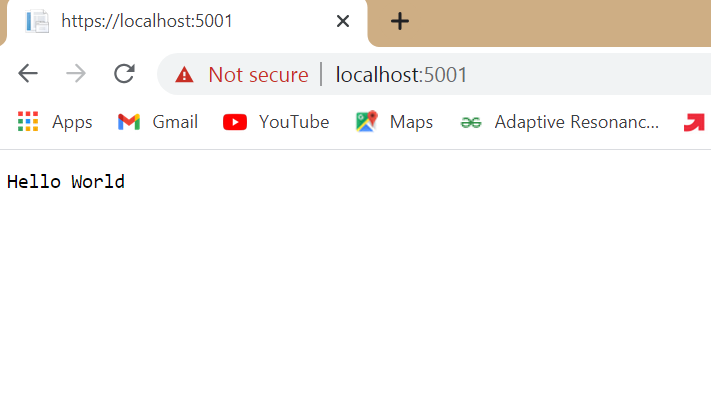 https://localhost:5001
Not secure | localhost:5001
Apps Gmail YouTube Maps Adaptive Resonanc...
Hello World